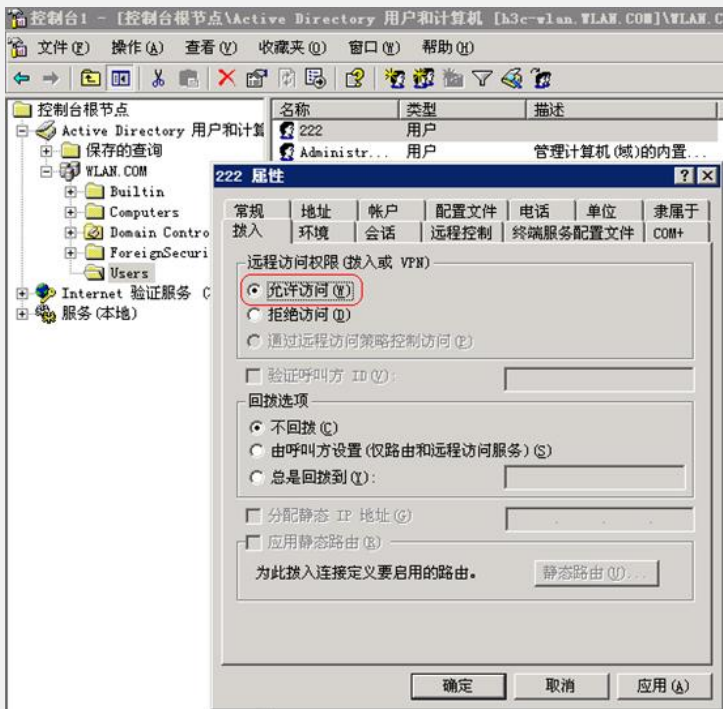 控制台1 - [控制台根节点\Active Directory 用户和计算机 [h3c-wlan.WLAN.COM]\WLAN.C
文件(F) 操作(A) 查看(V) 收藏夹(O) 窗口(W) 帮助(H)
控制台根节点
Active Directory 用户和计算
保存的查询
WLAN.COM
Builtin
Computers
Domain Contro
ForeignSecuri
Users
Internet 验证服务 (
服务(本地)
名称 类型 描述
222 用户
Administr... 用户 管理计算机(域)的内置...
222 属性
常规 地址 帐户 配置文件 电话 单位 隶属于
拨入 环境 会话 远程控制 终端服务配置文件 COM+
远程访问权限(拨入或 VPN)
允许访问(W)
拒绝访问(D)
通过远程访问策略控制访问(P)
验证呼叫方 ID(V):
回拨选项
不回拨(C)
由呼叫方设置(仅路由和远程访问服务)(S)
总是回拨到(Y):
分配静态 IP 地址(G)
应用静态路由(R)
为此拨入连接定义要启用的路由。 静态路由(U)...
确定 取消 应用(A)